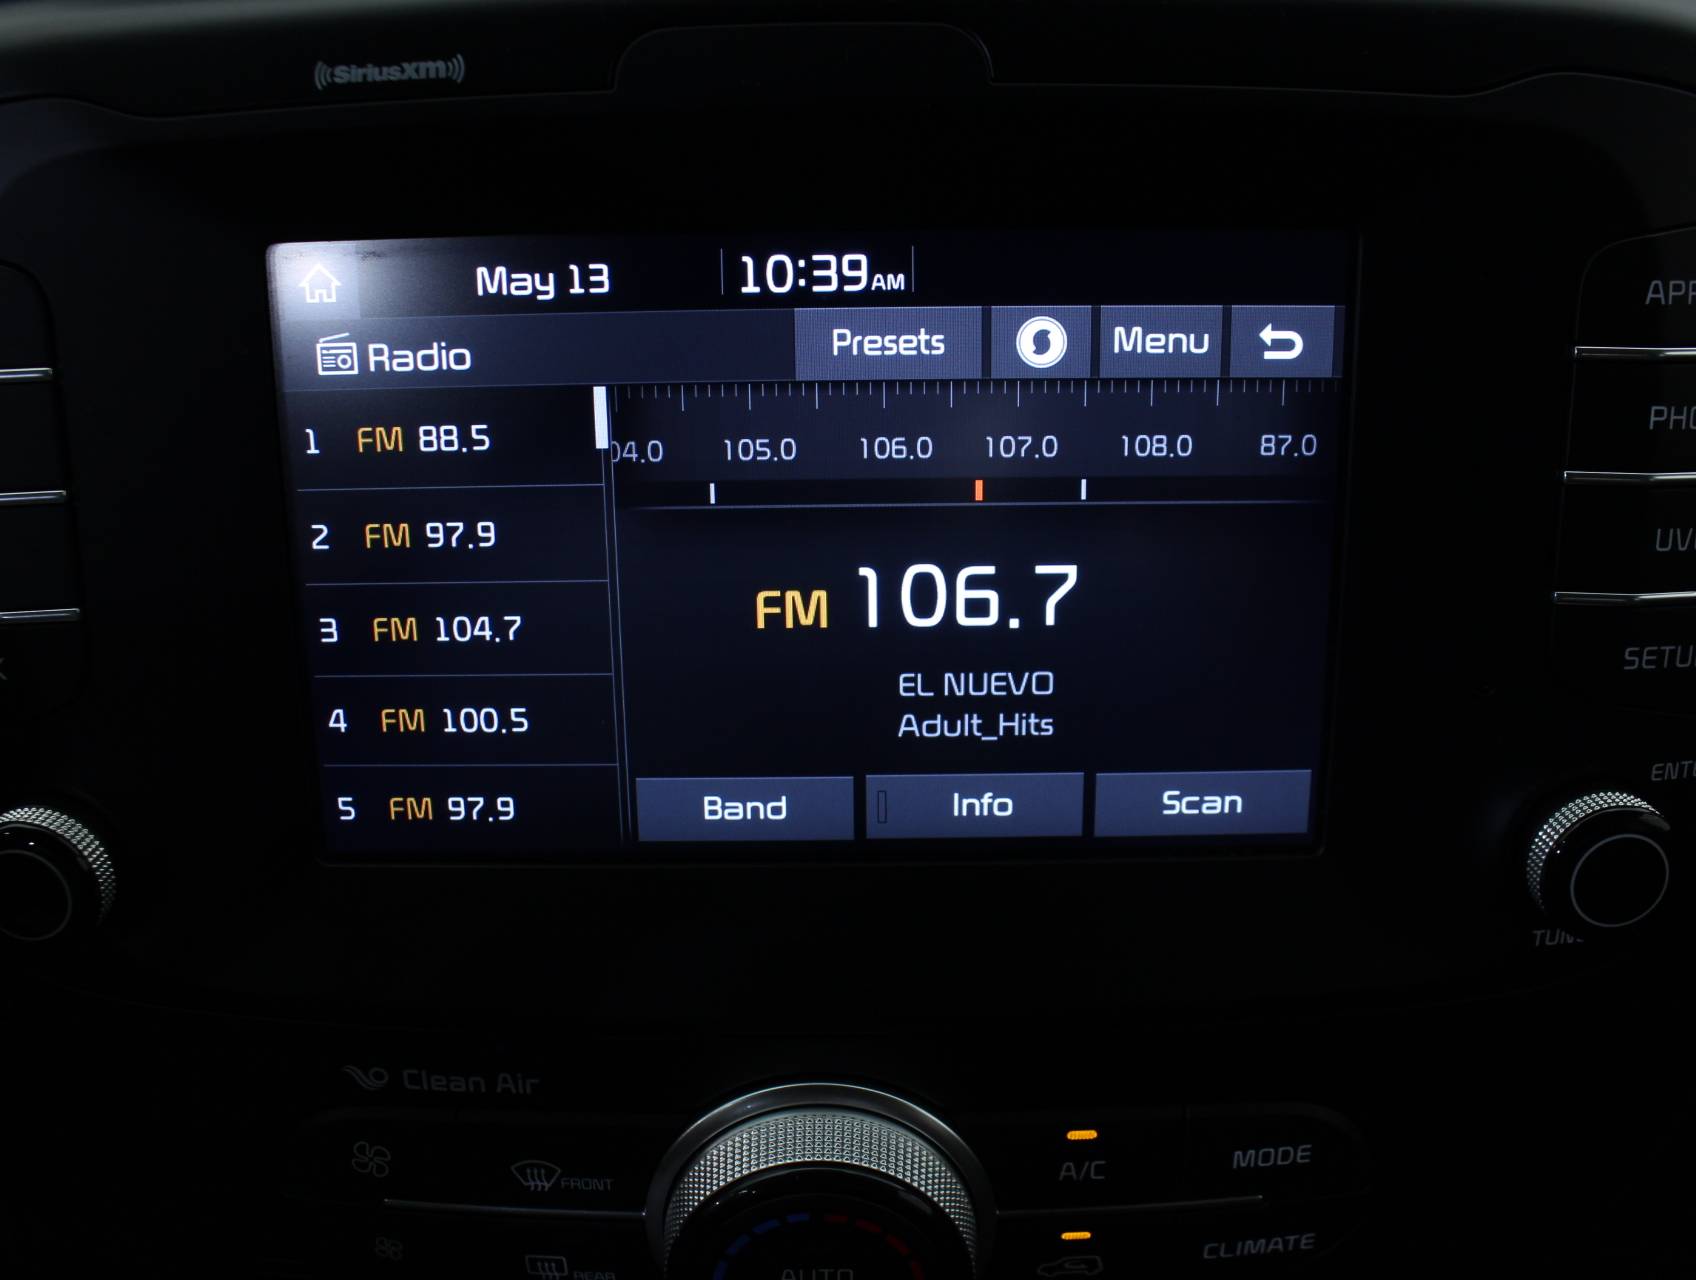 SiriusXM
May 13 10:39 AM
Radio Presets Menu
1 FM 88.5
2 FM 97.9
3 FM 104.7
4 FM 100.5
5 FM 97.9
04.0 105.0 106.0 107.0 108.0 87.0
FM 106.7
EL NUEVO
Adult_Hits
Band Info Scan
APP
PHO
UV
SETU
ENT
TUN
Clean Air
FRONT
A/C
MODE
REAR
AUTO
CLIMATE